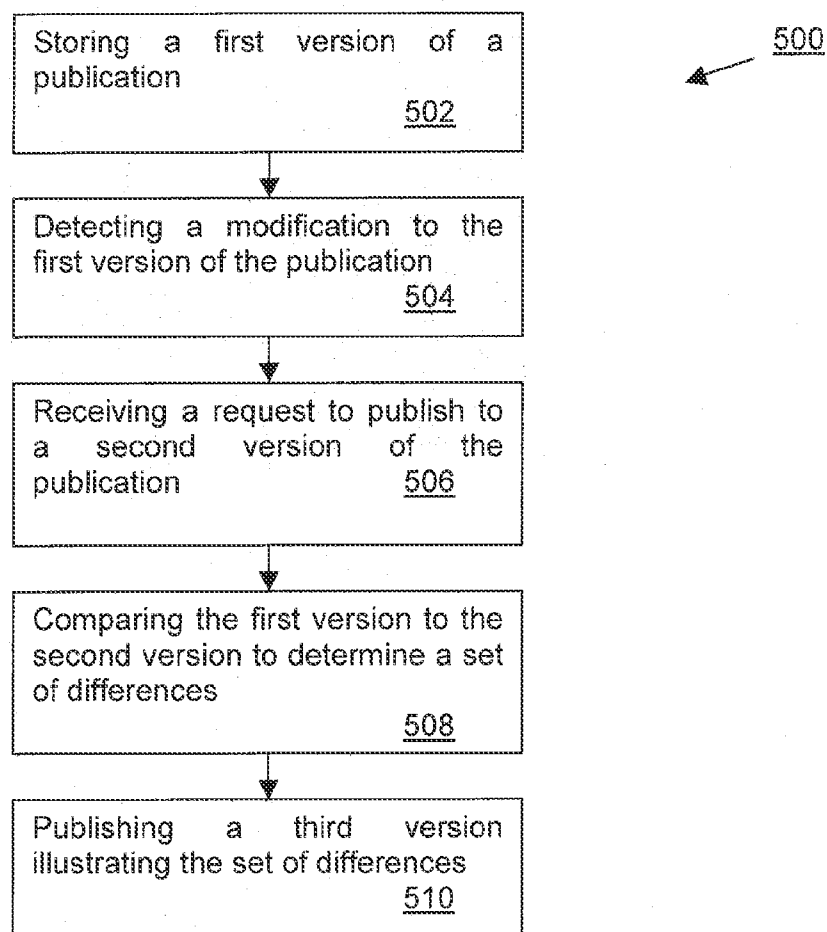 500
Storing a first version of a
publication
502
Detecting a modification to the
first version of the publication
504
Receiving a request to publish to
a second version of the
publication 506
Comparing the first version to the
second version to determine a set
of differences
508
Publishing a third version
illustrating the set of differences
510